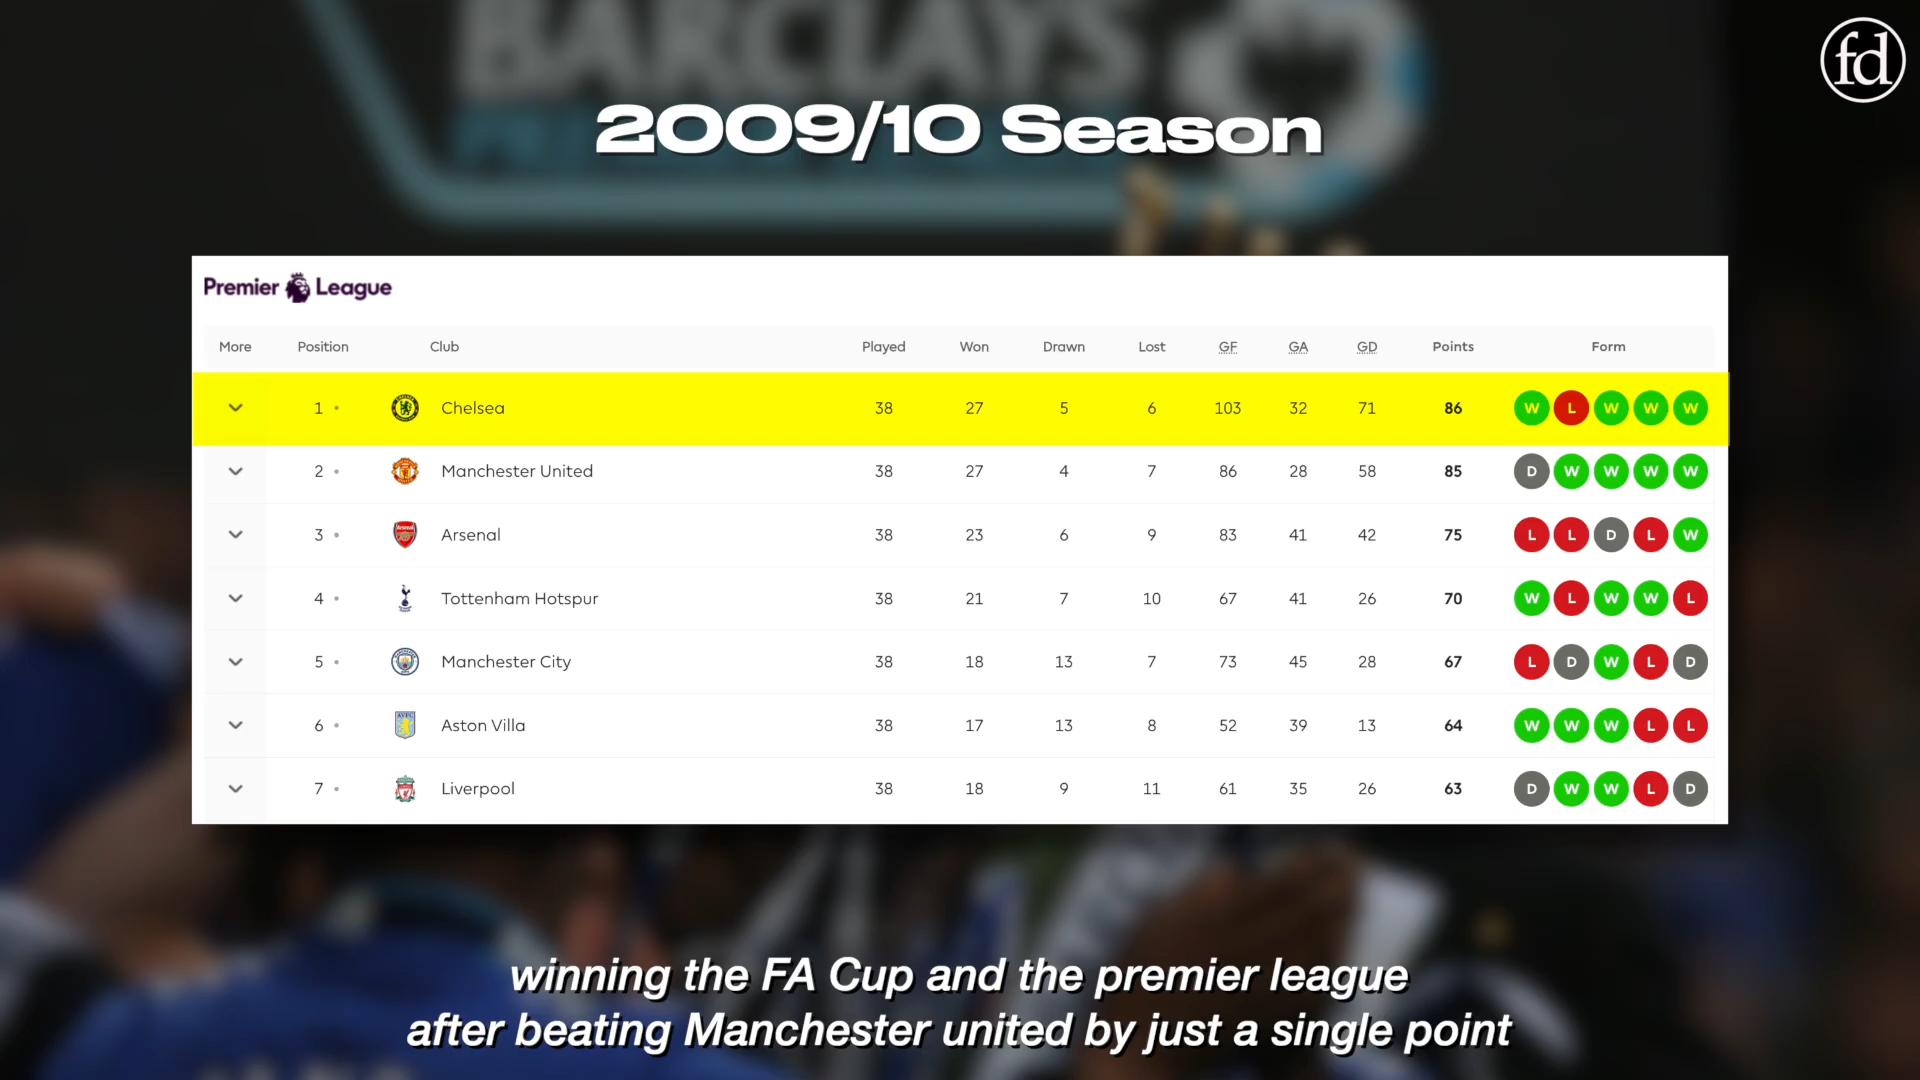 BARCLAYS
fd
2009/10 Season
Premier League
More Position Club Played Won Drawn Lost GF GA GD Points Form
1 Chelsea 38 27 5 6 103 32 71 86 W L W W W
2 Manchester United 38 27 4 7 86 28 58 85 D W W W W
3 Arsenal 38 23 6 9 83 41 42 75 L L D L W
4 Tottenham Hotspur 38 21 7 10 67 41 26 70 W L W W L
5 Manchester City 38 18 13 7 73 45 28 67 L D W L D
6 Aston Villa 38 17 13 8 52 39 13 64 W W W L L
7 Liverpool 38 18 9 11 61 35 26 63 D W W L D
winning the FA Cup and the premier league
after beating Manchester united by just a single point